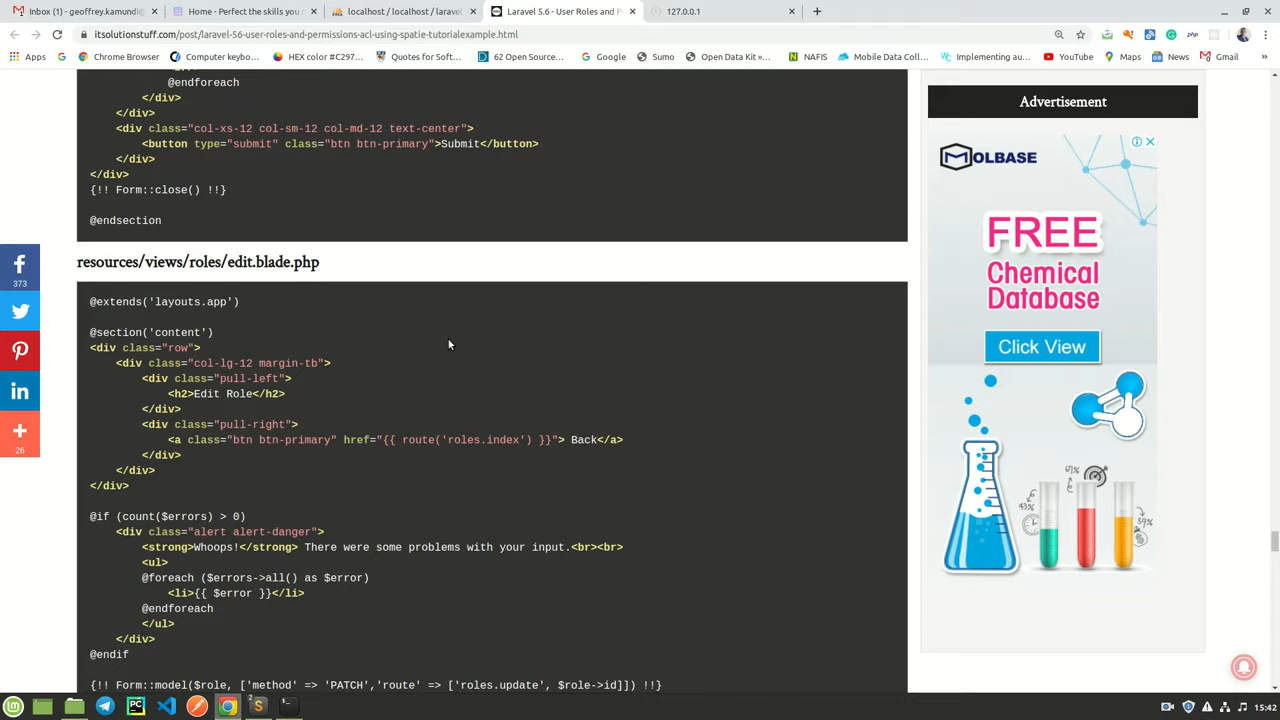 Inbox (1) - geoffrey.kamundi@
Home - Perfect the skills you n
localhost / localhost / laravel
Laravel 5.6 - User Roles and P
127.0.0.1
itsolutionstuff.com/post/laravel-56-user-roles-and-permissions-acl-using-spatie-tutorialexample.html
php
Apps
Chrome Browser
Computer keybo...
HEX color #C297...
Quotes for Soft...
62 Open Source...
Google
Sumo
Open Data Kit »...
NAFIS
Mobile Data Coll...
Implementing au...
YouTube
Maps
News
Gmail
»
@endforeach
</div>
</div>
<div class="col-xs-12 col-sm-12 col-md-12 text-center">
<button type="submit" class="btn btn-primary">Submit</button>
</div>
</div>
{!! Form::close() !!}
@endsection
resources/views/roles/edit.blade.php
@extends('layouts.app')
@section('content')
<div class="row">
<div class="col-lg-12 margin-tb">
<div class="pull-left">
<h2>Edit Role</h2>
</div>
<div class="pull-right">
<a class="btn btn-primary" href="{{ route('roles.index') }}"> Back</a>
</div>
</div>
</div>
@if (count($errors) > 0)
<div class="alert alert-danger">
<strong>Whoops!</strong> There were some problems with your input.<br><br>
<ul>
@foreach ($errors->all() as $error)
<li>{{ $error }}</li>
@endforeach
</ul>
</div>
@endif
{!! Form::model($role, ['method' => 'PATCH','route' => ['roles.update', $role->id]]) !!}
373
26
Advertisement
MOLBASE
FREE
Chemical
Database
Click View
67%
43%
59%
15:42